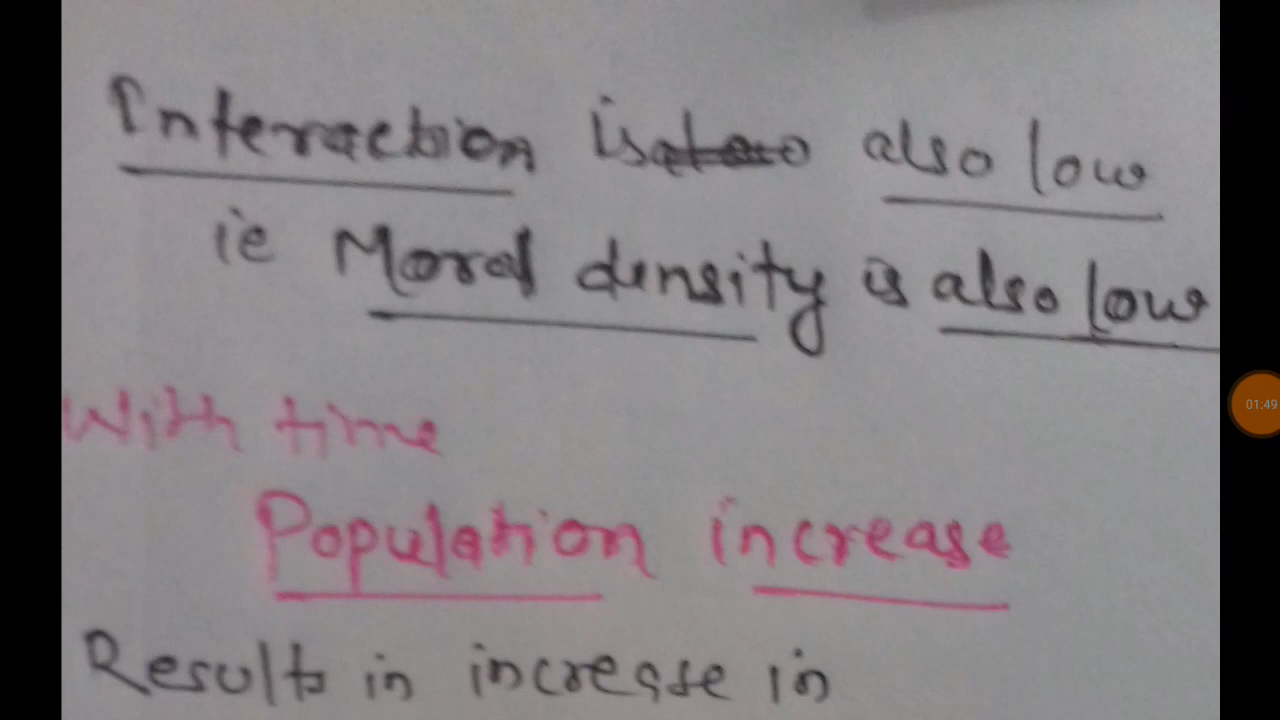 Interaction is also low
ie Moral density is also low
With time
Population increase
Results in increase in
01:49